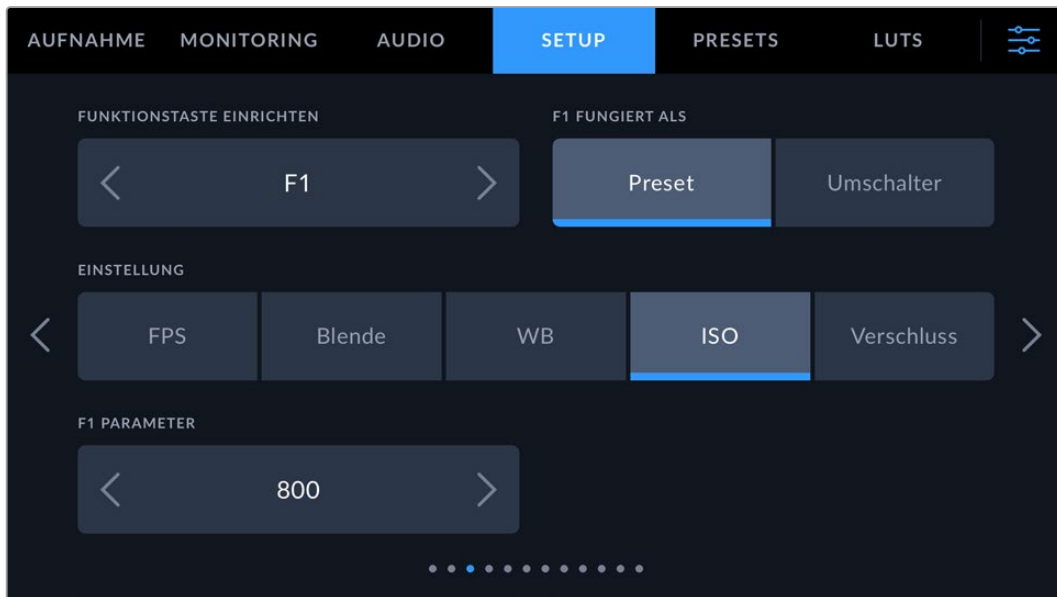 AUFNAHME MONITORING AUDIO SETUP PRESETS LUTS
FUNKTIONSTASTE EINRICHTEN F1 FUNGIERT ALS
F1 Preset Umschalter
EINSTELLUNG
FPS Blende WB ISO Verschluss
F1 PARAMETER
800